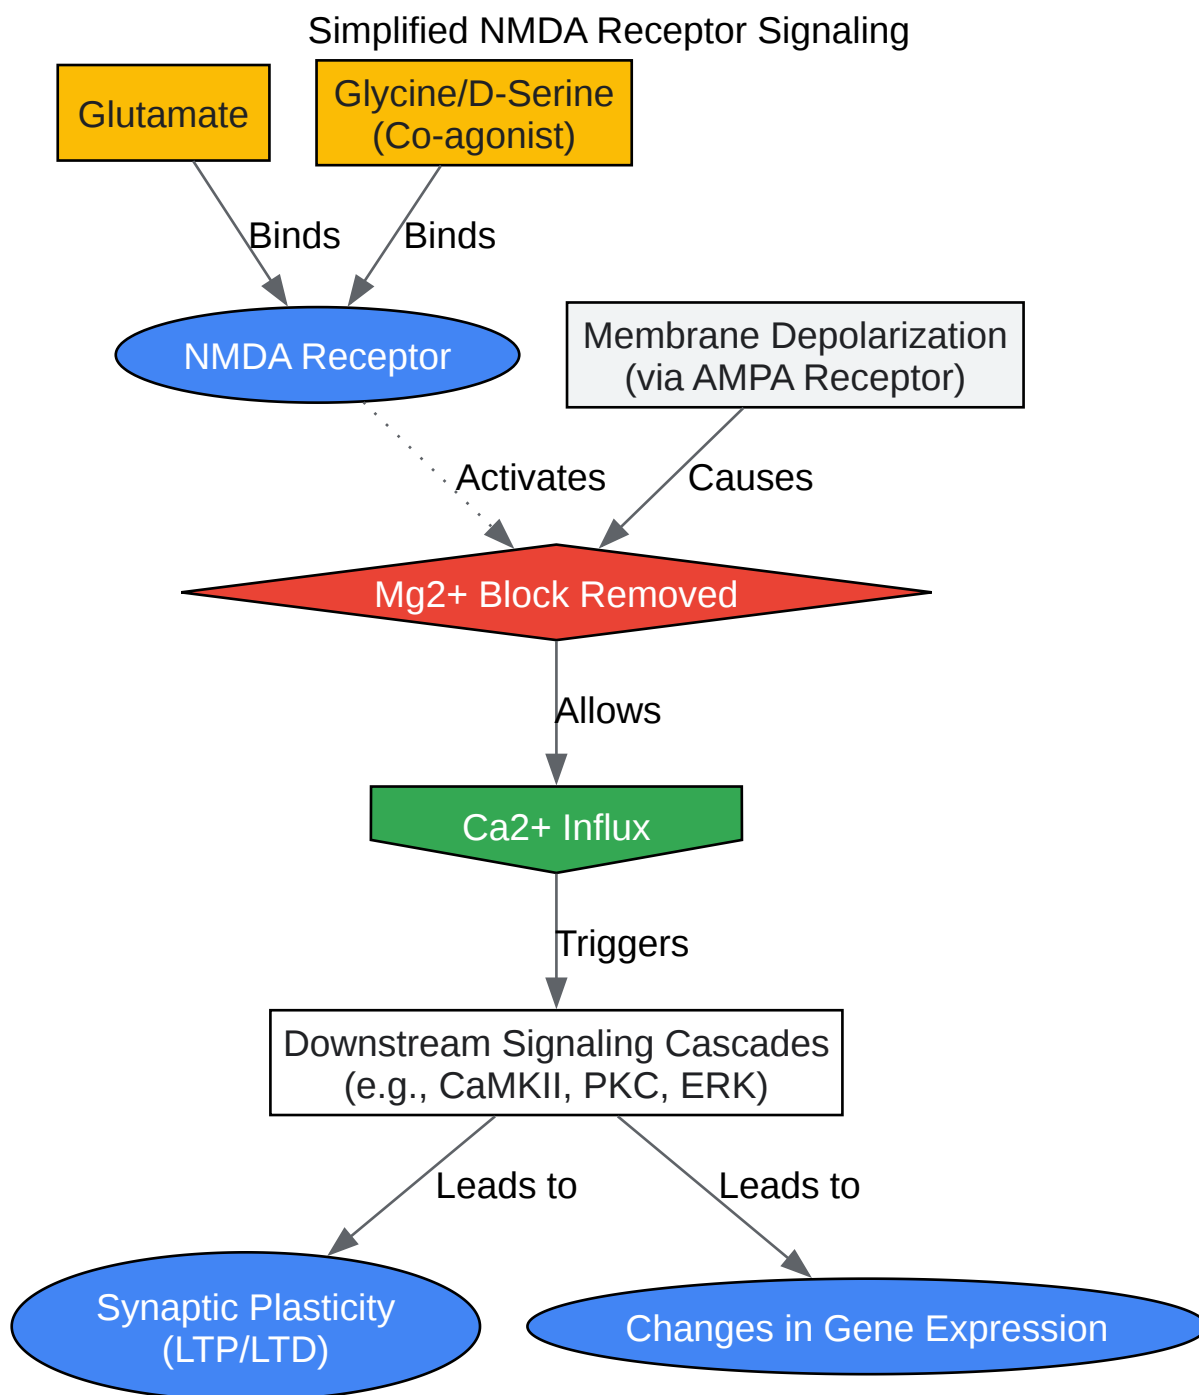 Simplified NMDA Receptor Signaling
Glutamate
Glycine/D-Serine
(Co-agonist)
Binds
Binds
NMDA Receptor
Membrane Depolarization
(via AMPA Receptor)
Activates
Causes
Mg2+ Block Removed
Allows
Ca2+ Influx
Triggers
Downstream Signaling Cascades
(e.g., CaMKII, PKC, ERK)
Leads to
Leads to
Synaptic Plasticity
(LTP/LTD)
Changes in Gene Expression